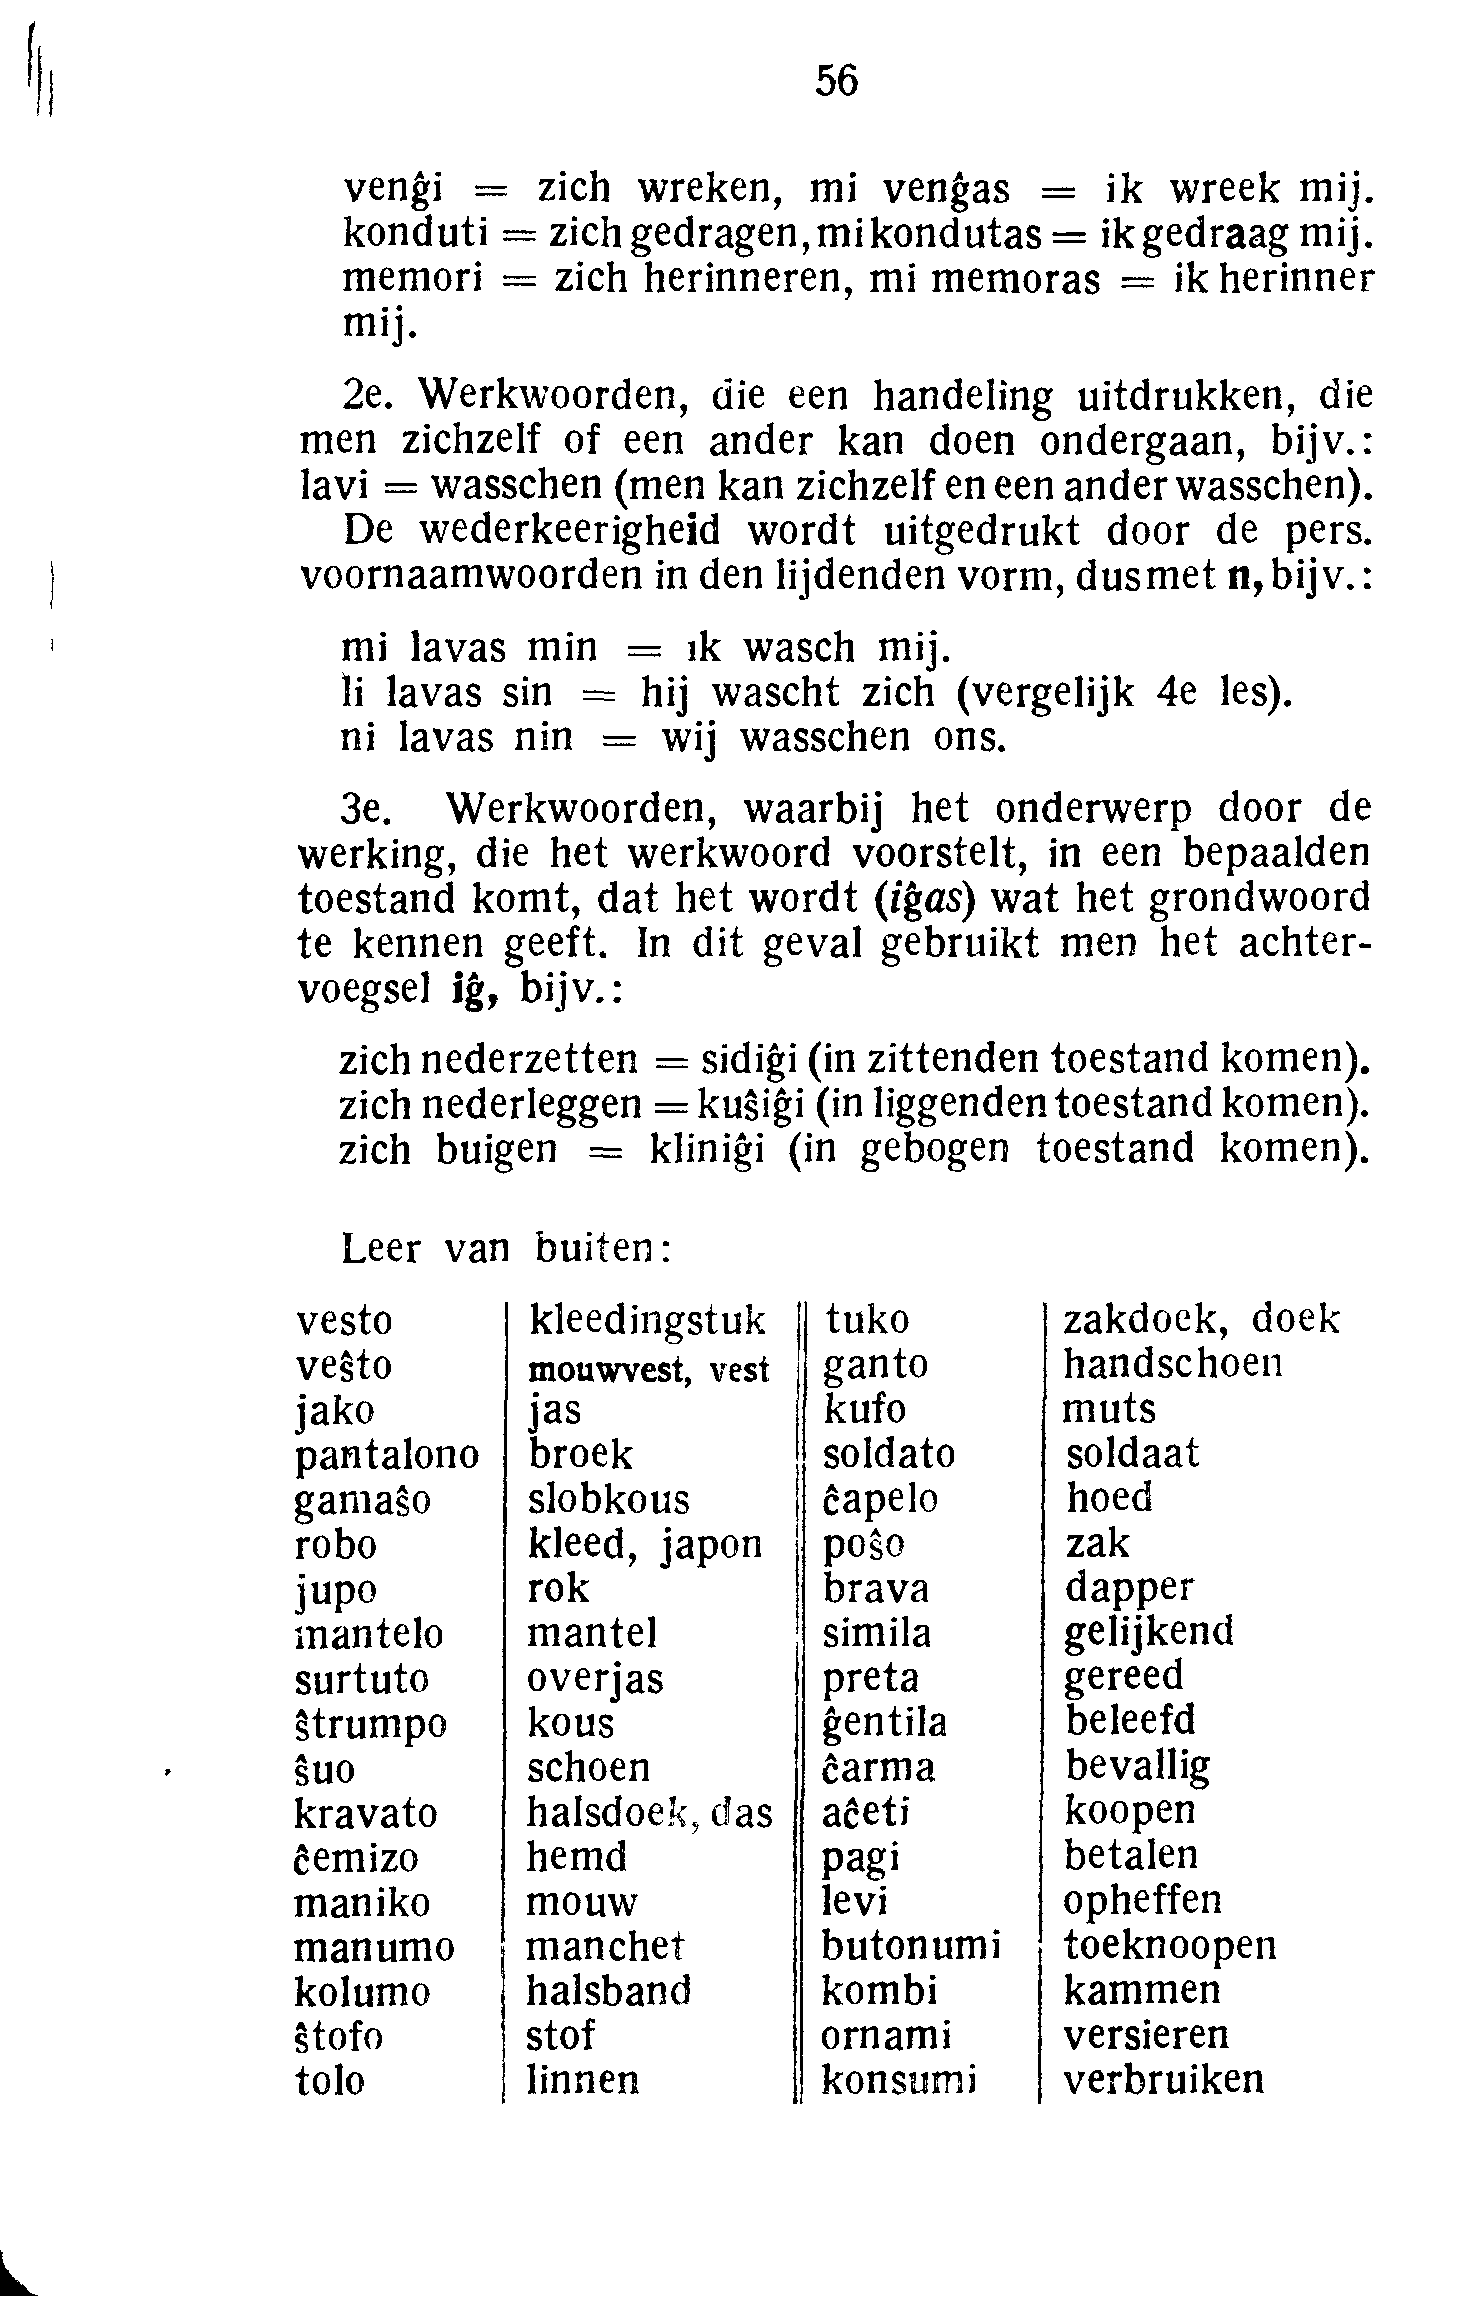 56
venĝi = zich wreken, mi venĝas = ik wreek mij.
konduti = zich gedragen, mi kondutas = ik gedraag mij.
memori = zich herinneren, mi memoras = ik herinner
mij.
2e. Werkwoorden, die een handeling uitdrukken, die
men zichzelf of een ander kan doen ondergaan, bijv.:
lavi = wasschen (men kan zichzelf en een ander wasschen).
De wederkeerigheid wordt uitgedrukt door de pers.
voornaamwoorden in den lijdenden vorm, dus met n, bijv.:
mi lavas min = ik wasch mij.
li lavas sin = hij wascht zich (vergelijk 4e les).
ni lavas nin = wij wasschen ons.
3e. Werkwoorden, waarbij het onderwerp door de
werking, die het werkwoord voorstelt, in een bepaalden
toestand komt, dat het wordt (iĝas) wat het grondwoord
te kennen geeft. In dit geval gebruikt men het achter-
voegsel iĝ, bijv.:
zich nederzetten = sidiĝi (in zittenden toestand komen).
zich nederleggen = kuŝiĝi (in liggenden toestand komen).
zich buigen = kliniĝi (in gebogen toestand komen).
Leer van buiten:
vesto kleedingstuk tuko zakdoek, doek
veŝto mouwvest, vest ganto handschoen
jako jas kufo muts
pantalono broek soldato soldaat
gamaŝo slobkous ĉapelo hoed
robo kleed, japon poŝo zak
jupo rok brava dapper
mantelo mantel simila gelijkend
surtuto overjas preta gereed
ŝtrumpo kous ĝentila beleefd
ŝuo schoen ĉarma bevallig
kravato halsdoek, das aĉeti koopen
ĉemizo hemd pagi betalen
maniko mouw levi opheffen
manumo manchet butonumi toeknoopen
kolumo halsband kombi kammen
ŝtofo stof ornami versieren
tolo linnen konsumi verbruiken